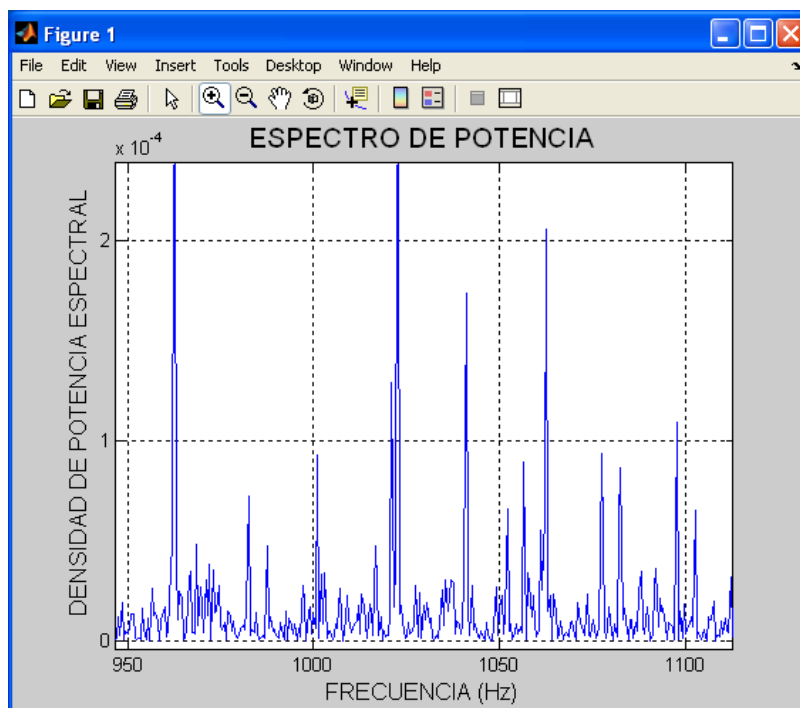 Figure 1
File Edit View Insert Tools Desktop Window Help
x 10-4
ESPECTRO DE POTENCIA
DENSIDAD DE POTENCIA ESPECTRAL
2
1
0
950 1000 1050 1100
FRECUENCIA (Hz)